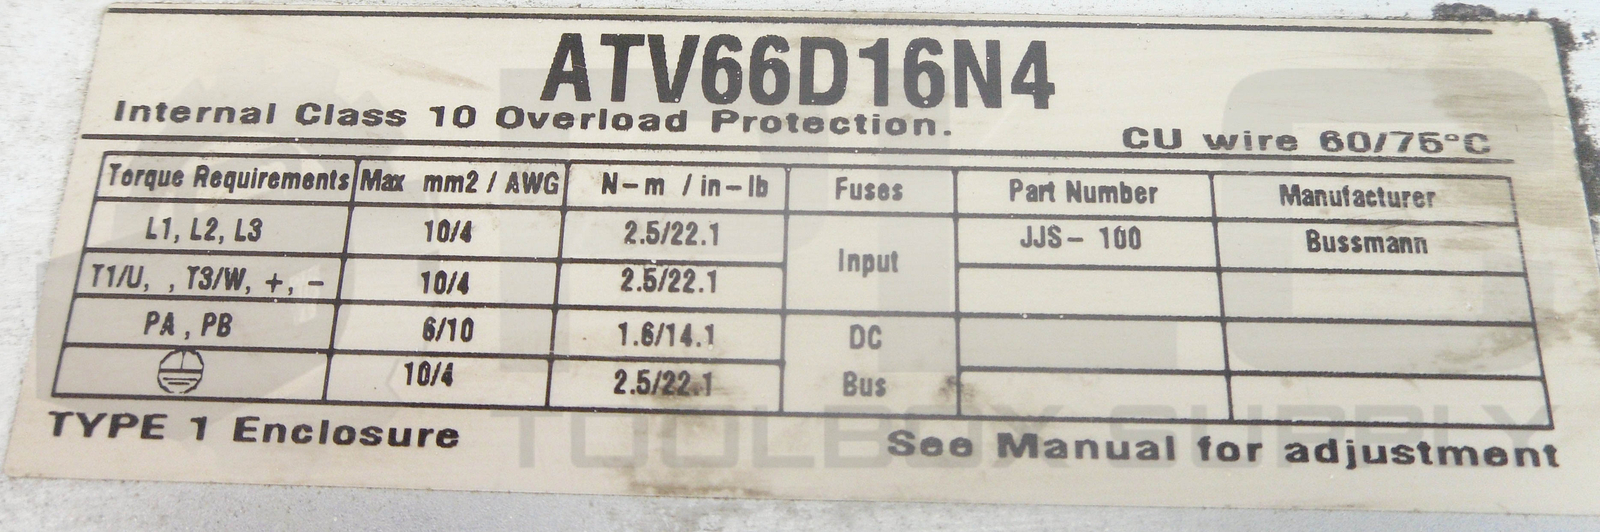 ATV66D16N4
Internal Class 10 Overload Protection.
CU wire 60/75°C
Torque Requirements Max mm2 / AWG N-m / in-lb Fuses Part Number Manufacturer
L1, L2, L3 10/4 2.5/22.1 Input JJS- 100 Bussmann
T1/U, , T3/W, +, - 10/4 2.5/22.1
PA , PB 6/10 1.6/14.1 DC
10/4 2.5/22.1 Bus
TYPE 1 Enclosure
See Manual for adjustment
TOOLBOX SUPPLY